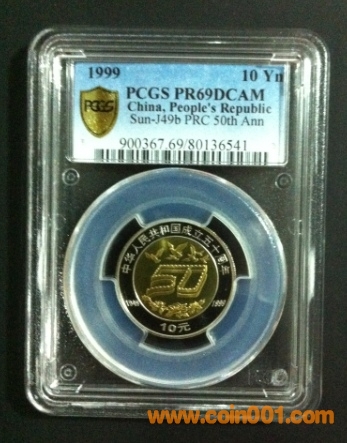 1999 10 Yn
PCGS PR69DCAM
PCGS China, People's Republic
Sun-J49b PRC 50th Ann
900367.69/80136541
中华人民共和国成立五十周年
50
1949 1999
10元
www.coin001.com